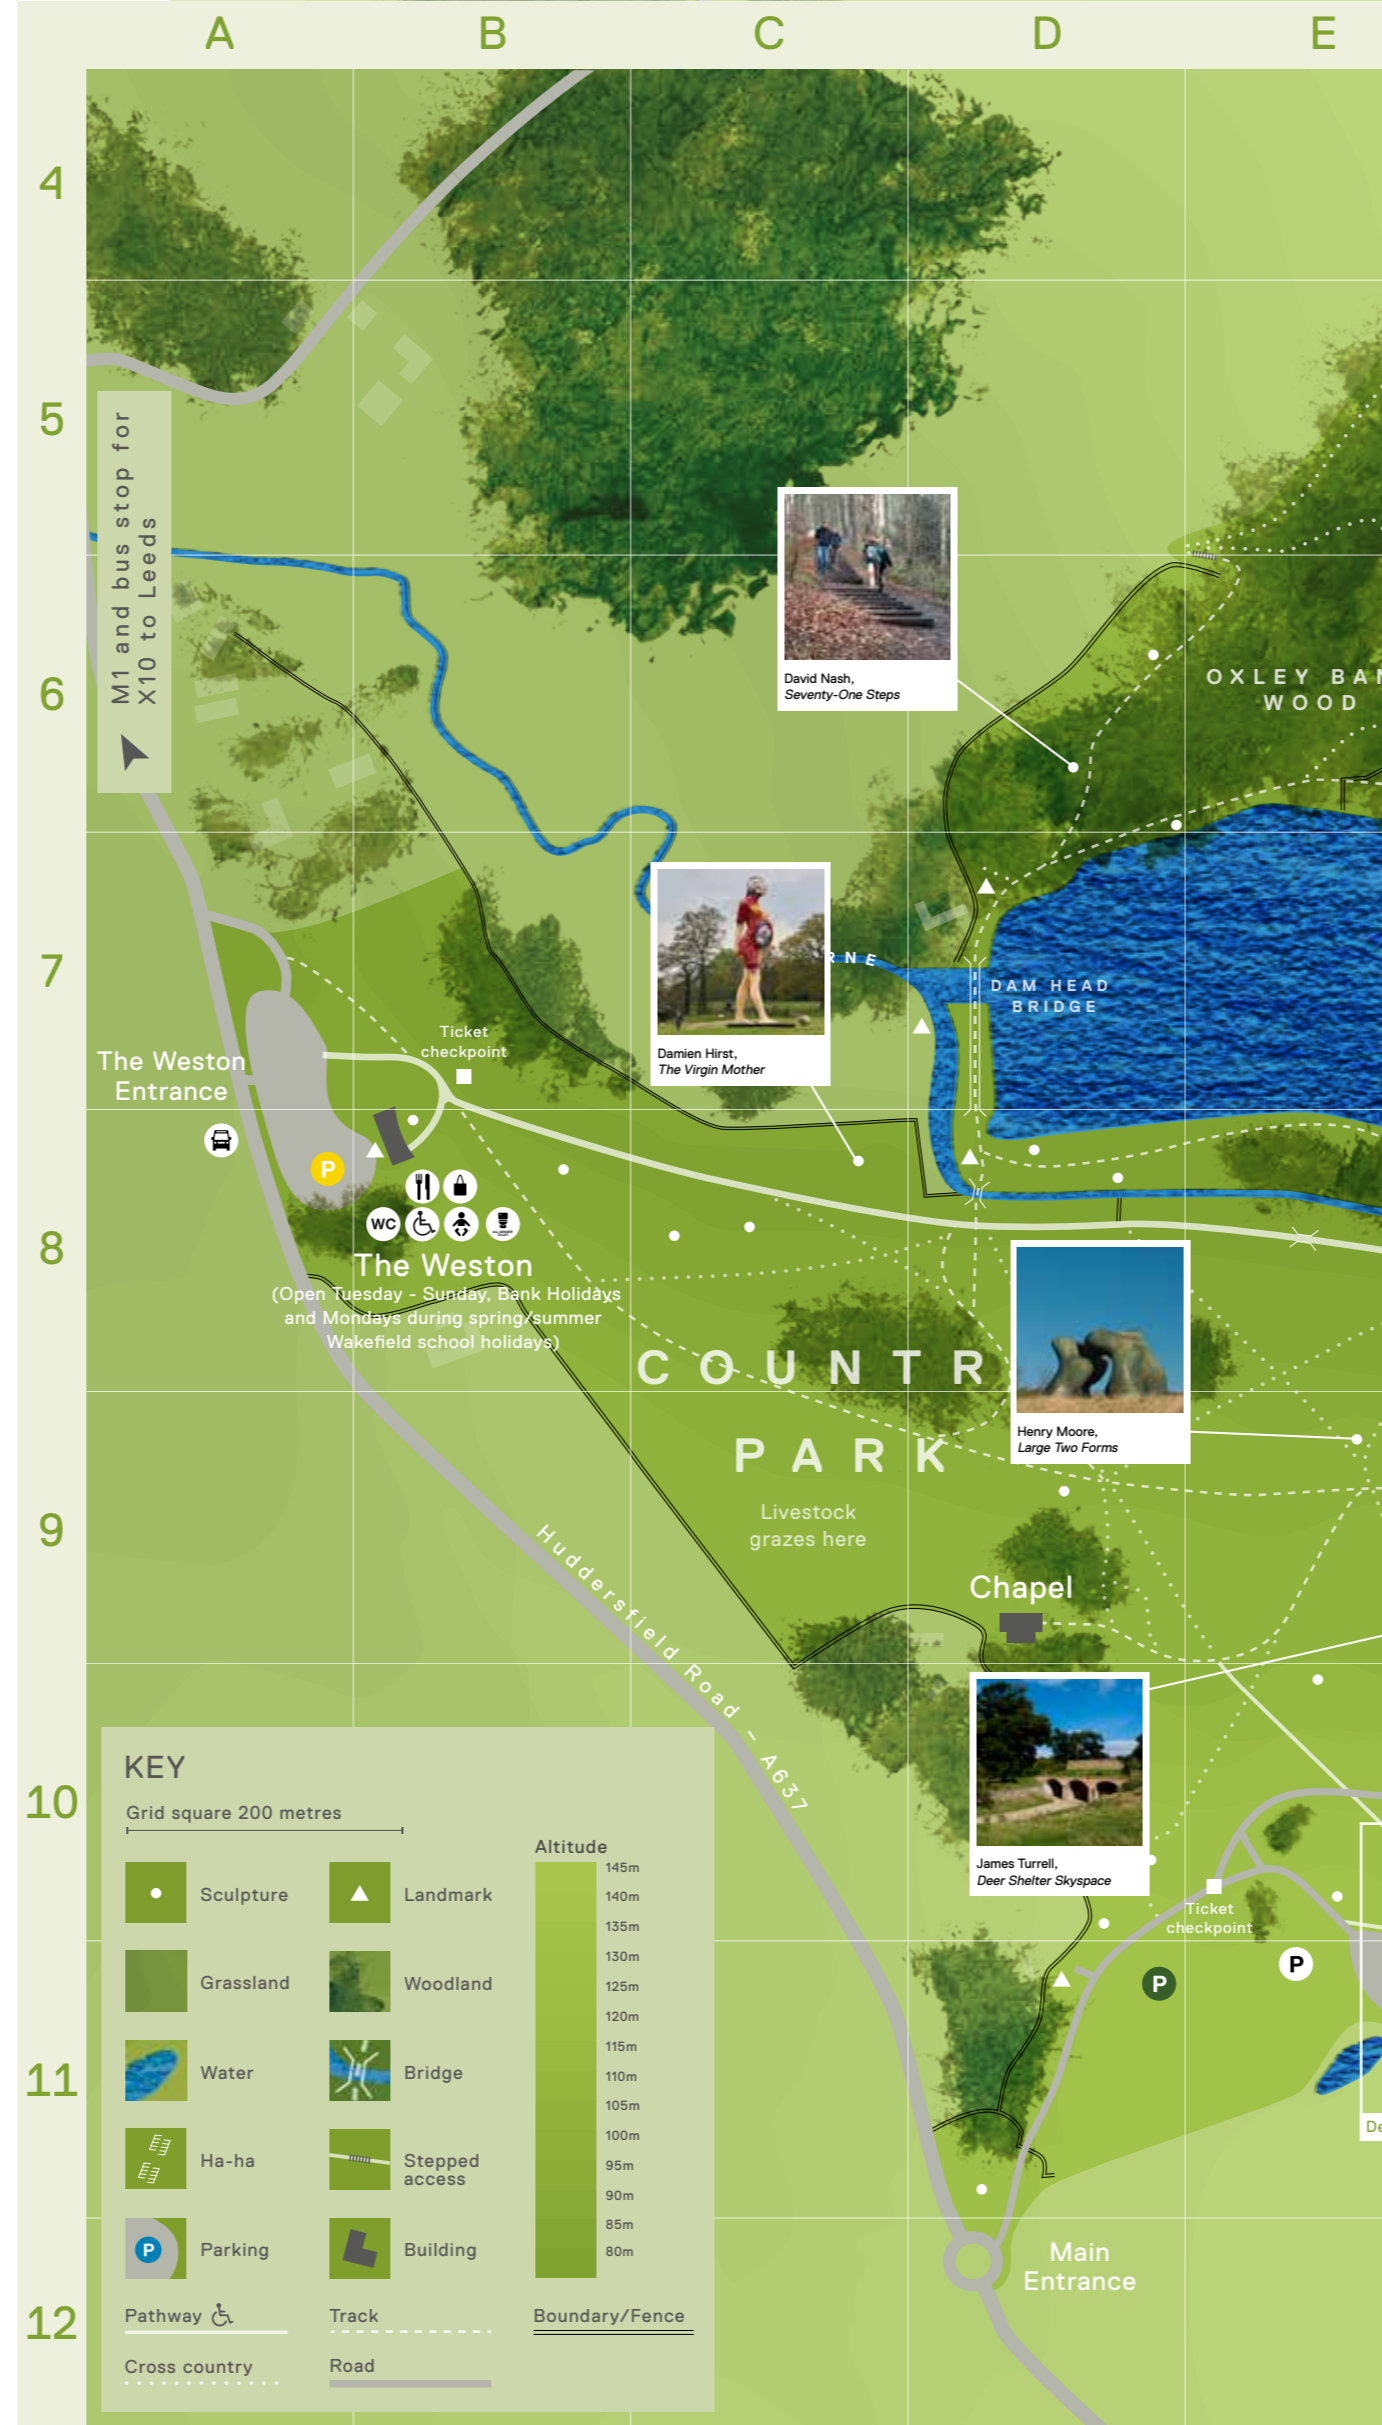 A B C D E
4
5
6
7
8
9
10
11
12
M1 and bus stop for
X10 to Leeds
David Nash,
Seventy-One Steps
OXLEY BAN
WOOD
RNE
DAM HEAD
BRIDGE
Damien Hirst,
The Virgin Mother
Ticket
checkpoint
The Weston
Entrance
P
WC
The Weston
(Open Tuesday - Sunday, Bank Holidays
and Mondays during spring/summer
Wakefield school holidays)
COUNTR
PARK
Livestock
grazes here
Henry Moore,
Large Two Forms
Chapel
Huddersfield Road - A637
James Turrell,
Deer Shelter Skyspace
Ticket
checkpoint
P
P
De
Main
Entrance
KEY
Grid square 200 metres
Sculpture
Landmark
Grassland
Woodland
Water
Bridge
Ha-ha
Stepped
access
P
Parking
Building
Pathway
Track
Boundary/Fence
Cross country
Road
Altitude
145m
140m
135m
130m
125m
120m
115m
110m
105m
100m
95m
90m
85m
80m